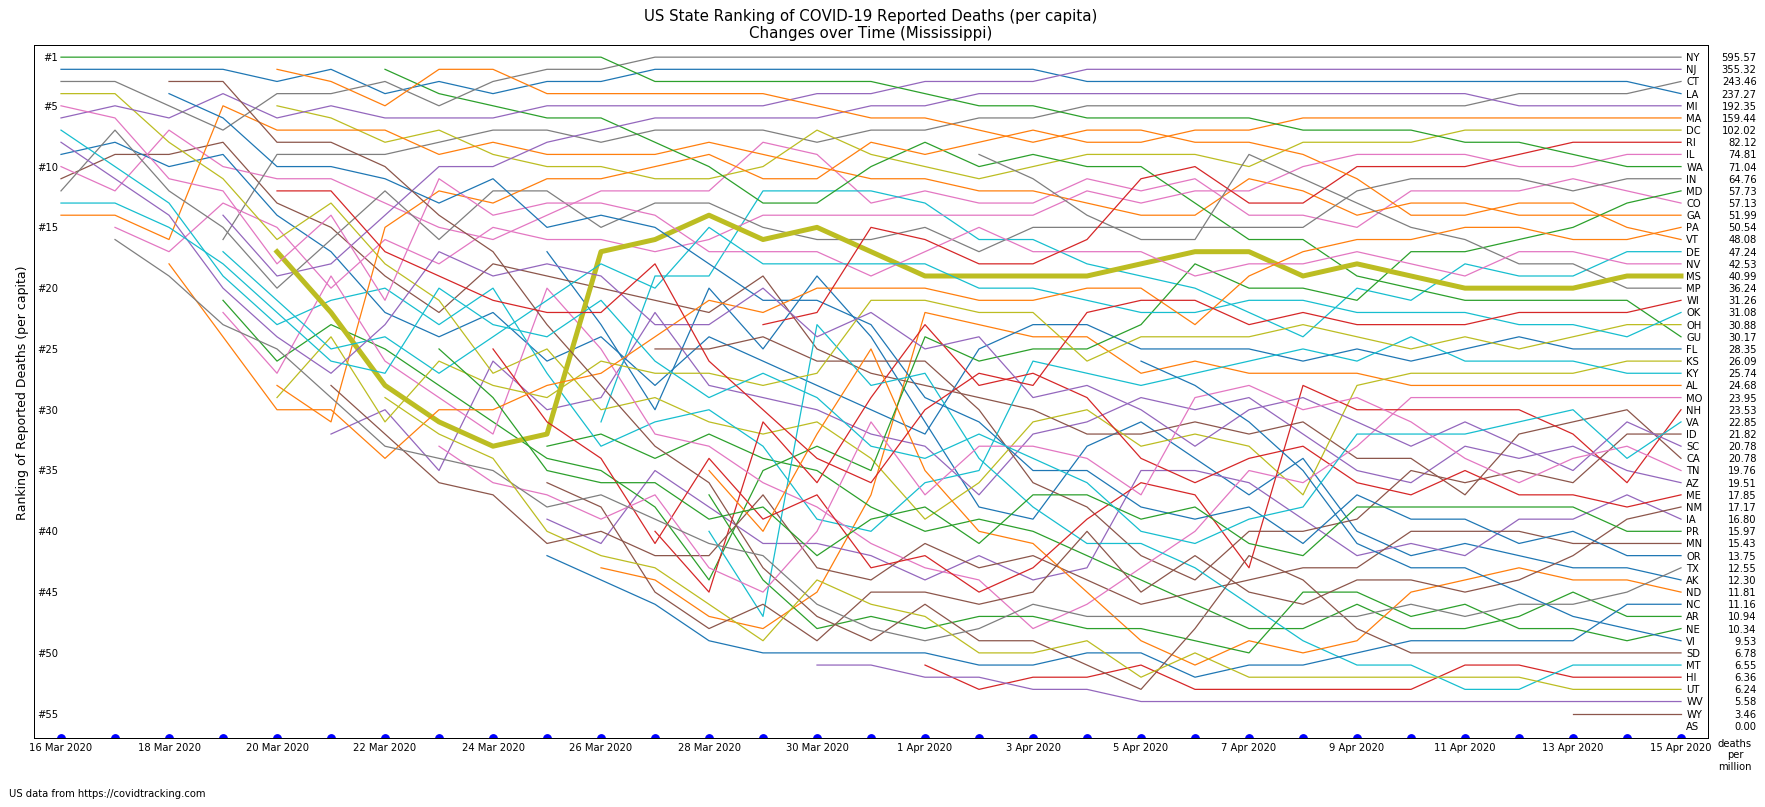 US State Ranking of COVID-19 Reported Deaths (per capita)
Changes over Time (Mississippi)
Ranking of Reported Deaths (per capita)
#1
#5
#10
#15
#20
#25
#30
#35
#40
#45
#50
#55
NY 595.57
NJ 355.32
CT 243.46
LA 237.27
MI 192.35
MA 159.44
DC 102.02
RI 82.12
IL 74.81
WA 71.04
IN 64.76
MD 57.73
CO 57.13
GA 51.99
PA 50.54
VT 48.08
DE 47.24
NV 42.53
MS 40.99
MP 36.24
WI 31.26
OK 31.08
OH 30.88
GU 30.17
FL 28.35
KS 26.09
KY 25.74
AL 24.68
MO 23.95
NH 23.53
VA 22.85
ID 21.82
SC 20.78
CA 20.78
TN 19.76
AZ 19.51
ME 17.85
NM 17.17
IA 16.80
PR 15.97
MN 15.43
OR 13.75
TX 12.55
AK 12.30
ND 11.81
NC 11.16
AR 10.94
NE 10.34
VI 9.53
SD 6.78
MT 6.55
HI 6.36
UT 6.24
WV 5.58
WY 3.46
AS 0.00
16 Mar 2020 18 Mar 2020 20 Mar 2020 22 Mar 2020 24 Mar 2020 26 Mar 2020 28 Mar 2020 30 Mar 2020 1 Apr 2020 3 Apr 2020 5 Apr 2020 7 Apr 2020 9 Apr 2020 11 Apr 2020 13 Apr 2020 15 Apr 2020
deaths
per
million
US data from https://covidtracking.com